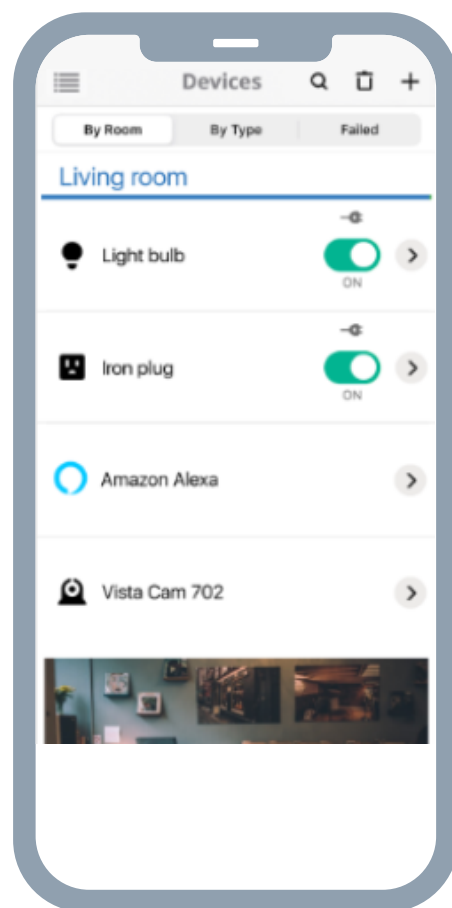 Devices
By Room By Type Failed
Living room
Light bulb
ON
Iron plug
ON
Amazon Alexa
Vista Cam 702